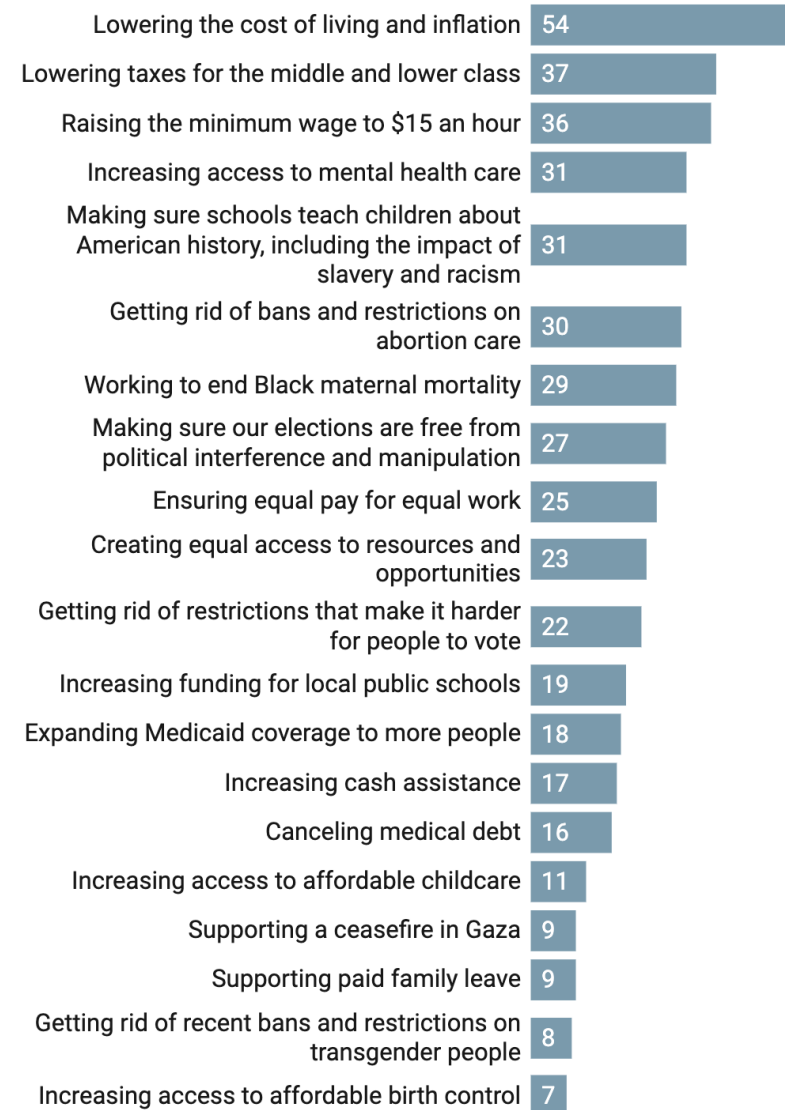 Lowering the cost of living and inflation 54
Lowering taxes for the middle and lower class 37
Raising the minimum wage to $15 an hour 36
Increasing access to mental health care 31
Making sure schools teach children about
American history, including the impact of 31
slavery and racism
Getting rid of bans and restrictions on
abortion care 30
Working to end Black maternal mortality 29
Making sure our elections are free from
political interference and manipulation 27
Ensuring equal pay for equal work 25
Creating equal access to resources and
opportunities 23
Getting rid of restrictions that make it harder
for people to vote 22
Increasing funding for local public schools 19
Expanding Medicaid coverage to more people 18
Increasing cash assistance 17
Canceling medical debt 16
Increasing access to affordable childcare 11
Supporting a ceasefire in Gaza 9
Supporting paid family leave 9
Getting rid of recent bans and restrictions on
transgender people 8
Increasing access to affordable birth control 7